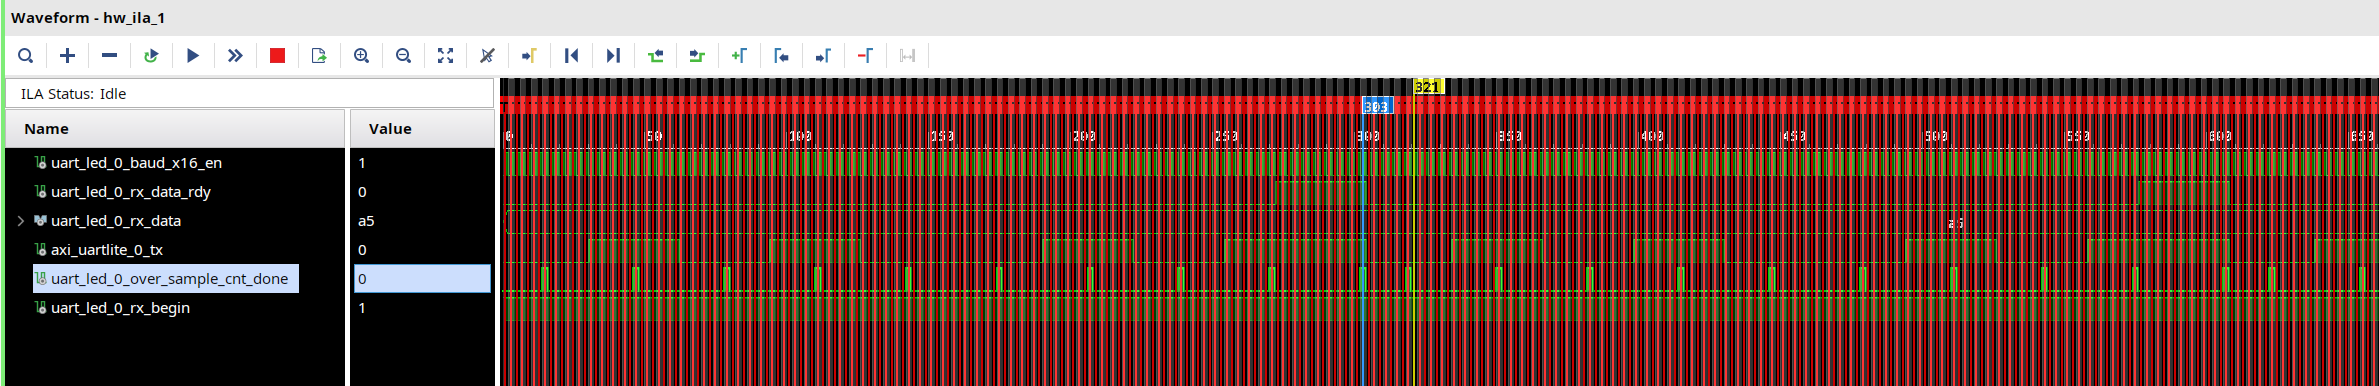 Waveform - hw_ila_1
ILA Status: Idle
321
303
Name Value
0 50 100 150 200 250 300 350 400 450 500 550 600 650
uart_led_0_baud_x16_en 1
uart_led_0_rx_data_rdy 0
uart_led_0_rx_data a5 a5
axi_uartlite_0_tx 0
uart_led_0_over_sample_cnt_done 0
uart_led_0_rx_begin 1